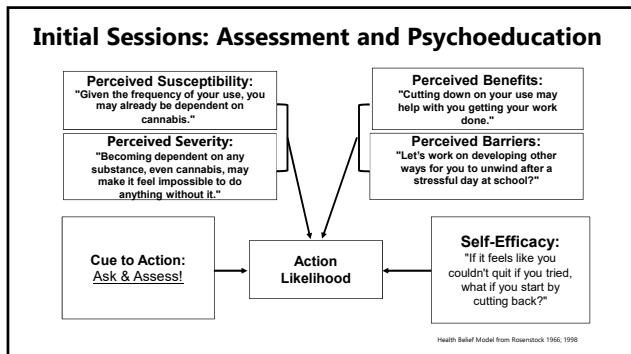 Initial Sessions: Assessment and Psychoeducation
Perceived Susceptibility:
"Given the frequency of your use, you
may already be dependent on
cannabis."
Perceived Severity:
"Becoming dependent on any
substance, even cannabis, may
make it feel impossible to do
anything without it."
Perceived Benefits:
"Cutting down on your use may
help with you getting your work
done."
Perceived Barriers:
"Let's work on developing other
ways for you to unwind after a
stressful day at school?"
Cue to Action:
Ask & Assess!
Action
Likelihood
Self-Efficacy:
"If it feels like you
couldn't quit if you tried,
what if you start by
cutting back?"
Health Belief Model from Rosenstock 1966; 1998